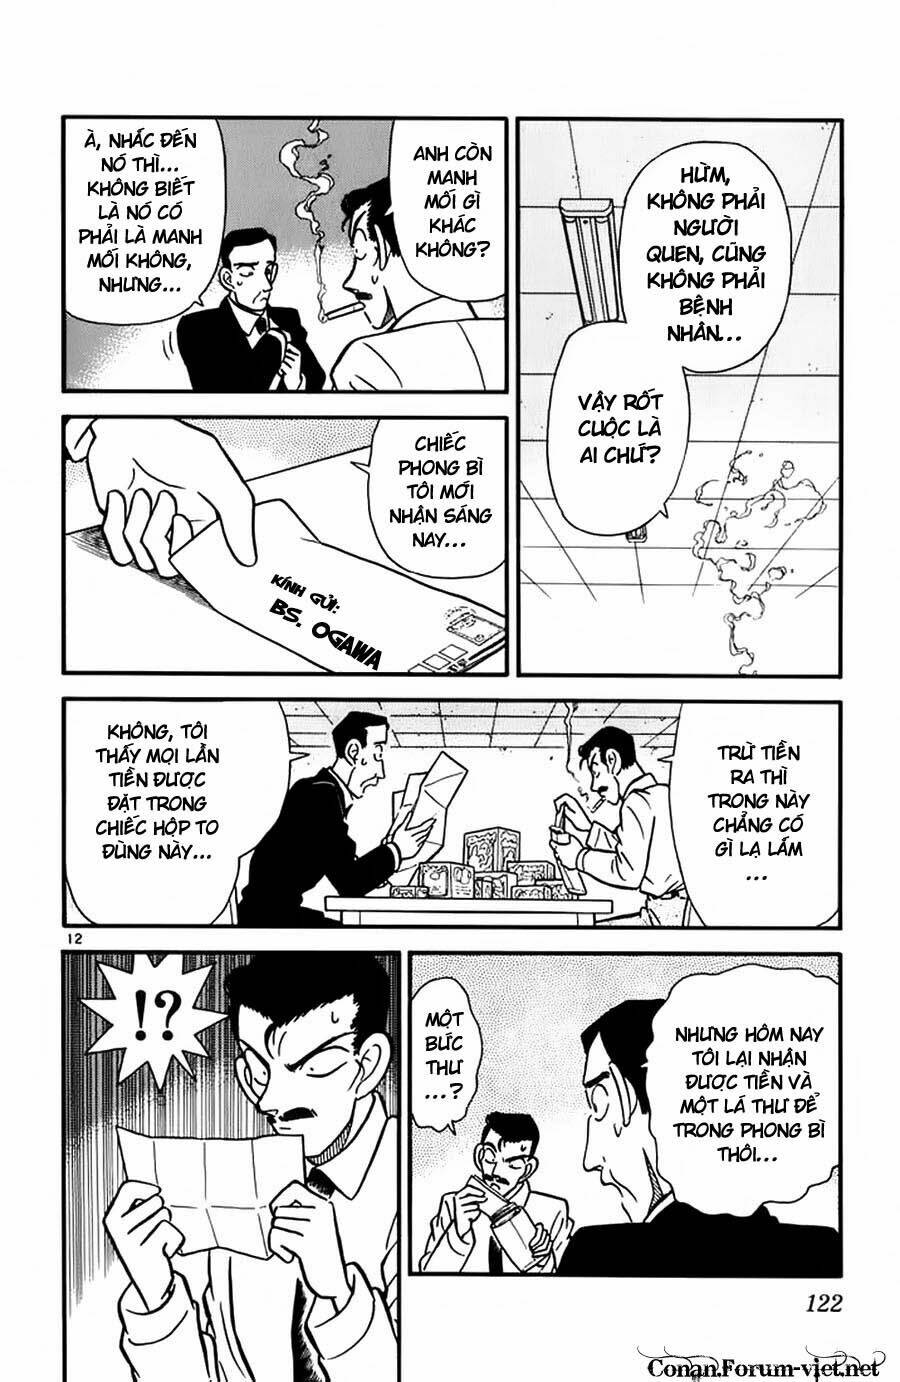 HỪM,
KHÔNG PHẢI
NGƯỜI
QUEN, CŨNG
KHÔNG PHẢI
BỆNH
NHÂN...
VẬY RỐT
CUỘC LÀ
AI CHỨ?
ANH CÒN
MANH
MỐI GÌ
KHÁC
KHÔNG?
À, NHẮC ĐẾN
NÓ THÌ...
KHÔNG BIẾT
LÀ NÓ CÓ
PHẢI LÀ MANH
MỐI KHÔNG,
NHƯNG...
CHIẾC
PHONG BÌ
TÔI MỚI
NHẬN SÁNG
NAY...
KÍNH GỬI:
BS. OGAWA
TRỪ TIỀN
RA THÌ
TRONG NÀY
CHẲNG CÓ
GÌ LẠ LẮM
...
KHÔNG, TÔI
THẤY MỌI LẦN
TIỀN ĐƯỢC
ĐẶT TRONG
CHIẾC HỘP TO
ĐÙNG NÀY...
12
NHƯNG HÔM NAY
TÔI LẠI NHẬN
ĐƯỢC TIỀN VÀ
MỘT LÁ THƯ ĐỂ
TRONG PHONG BÌ
THÔI...
MỘT
BỨC
THƯ
...?
!?
122
Conan.Forum-viet.net